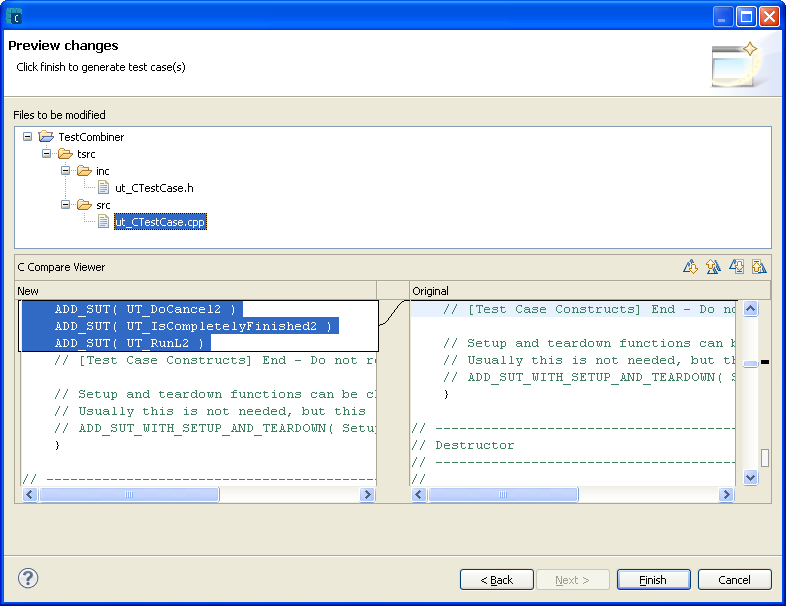 C
Preview changes
Click finish to generate test case(s)
Files to be modified
TestCombiner
tsrc
inc
ut_CTestCase.h
src
ut_CTestCase.cpp
C Compare Viewer
New
ADD_SUT( UT_DoCancel2 )
ADD_SUT( UT_IsCompletelyFinished2 )
ADD_SUT( UT_RunL2 )
// [Test Case Constructs] End - Do not re
// Setup and teardown functions can be c
// Usually this is not needed, but this
// ADD_SUT_WITH_SETUP_AND_TEARDOWN( Setu
}
// -----------------------------------------
Original
// [Test Case Constructs] End - Do no
// Setup and teardown functions can b
// Usually this is not needed, but th
// ADD_SUT_WITH_SETUP_AND_TEARDOWN( S
}
// --------------------------------------
// Destructor
// --------------------------------------
//
?
< Back
Next >
Finish
Cancel